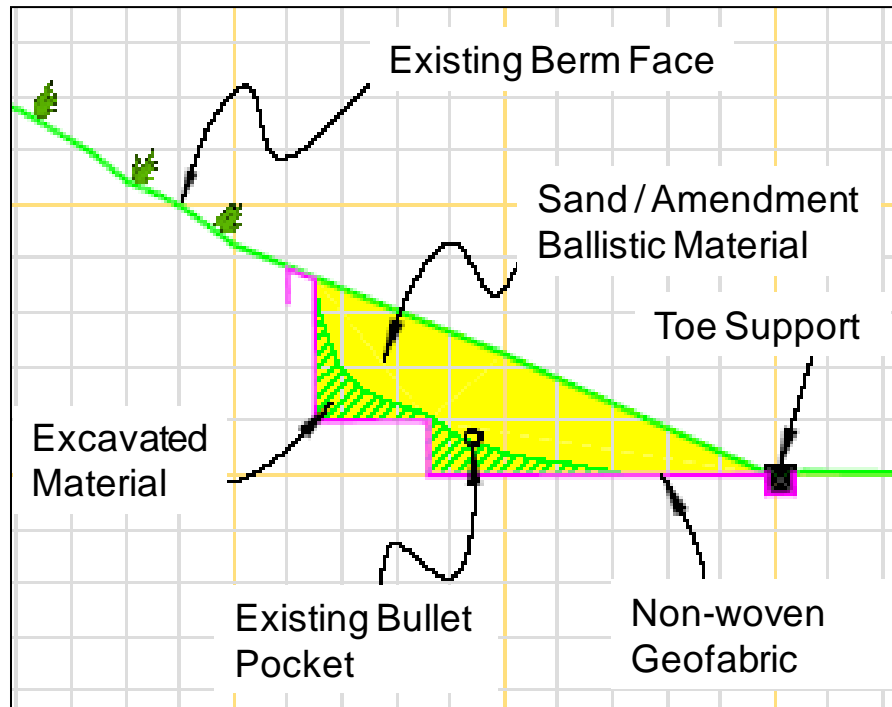 Existing Berm Face
Sand / Amendment
Ballistic Material
Toe Support
Excavated
Material
Existing Bullet
Pocket
Non-woven
Geofabric